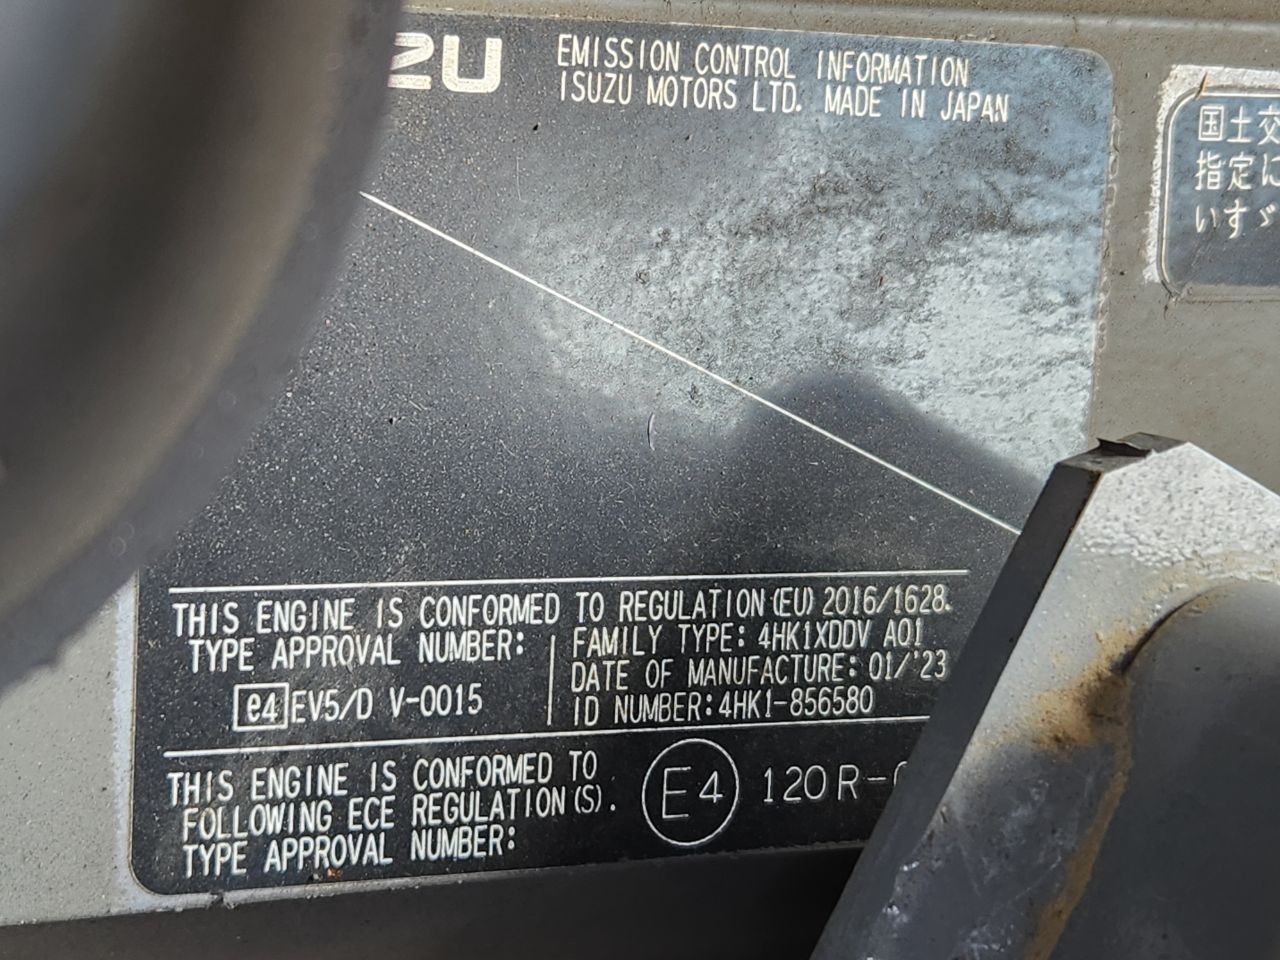 ZU
EMISSION CONTROL INFORMATION
ISUZU MOTORS LTD. MADE IN JAPAN
国土交
指定に
いすゞ
THIS ENGINE IS CONFORMED TO REGULATION (EU) 2016/1628.
TYPE APPROVAL NUMBER:
e4 EV5/D V-0015
FAMILY TYPE: 4HK1XDDV A01
DATE OF MANUFACTURE: 01/'23
ID NUMBER: 4HK1-856580
THIS ENGINE IS CONFORMED TO
FOLLOWING ECE REGULATION(S).
TYPE APPROVAL NUMBER:
E4 120R-